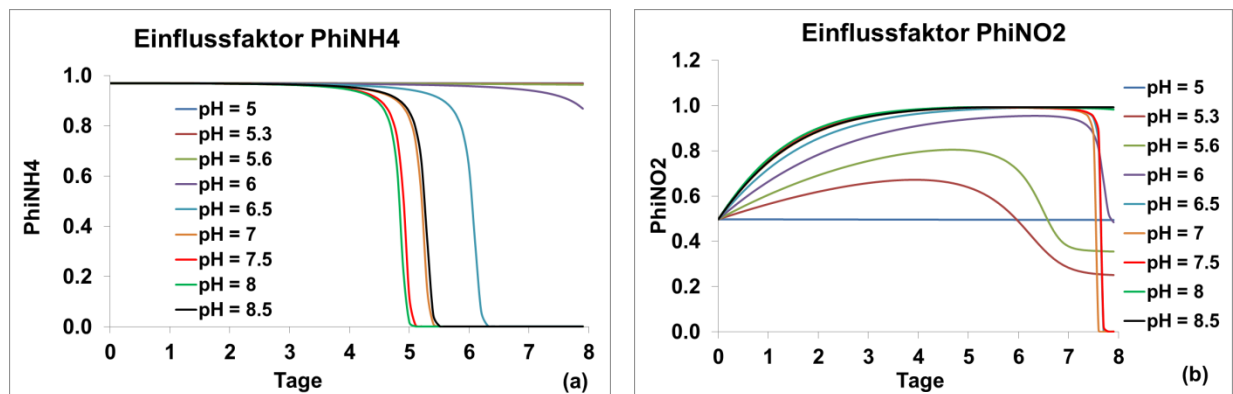 Einflussfaktor PhiNH4
PhiNH4
1.0
0.8
0.6
0.4
0.2
0.0
pH = 5
pH = 5.3
pH = 5.6
pH = 6
pH = 6.5
pH = 7
pH = 7.5
pH = 8
pH = 8.5
0 1 2 3 4 5 6 7 8
Tage
(a)
Einflussfaktor PhiNO2
PhiNO2
1.2
1.0
0.8
0.6
0.4
0.2
0.0
pH = 5
pH = 5.3
pH = 5.6
pH = 6
pH = 6.5
pH = 7
pH = 7.5
pH = 8
pH = 8.5
0 1 2 3 4 5 6 7 8
Tage
(b)